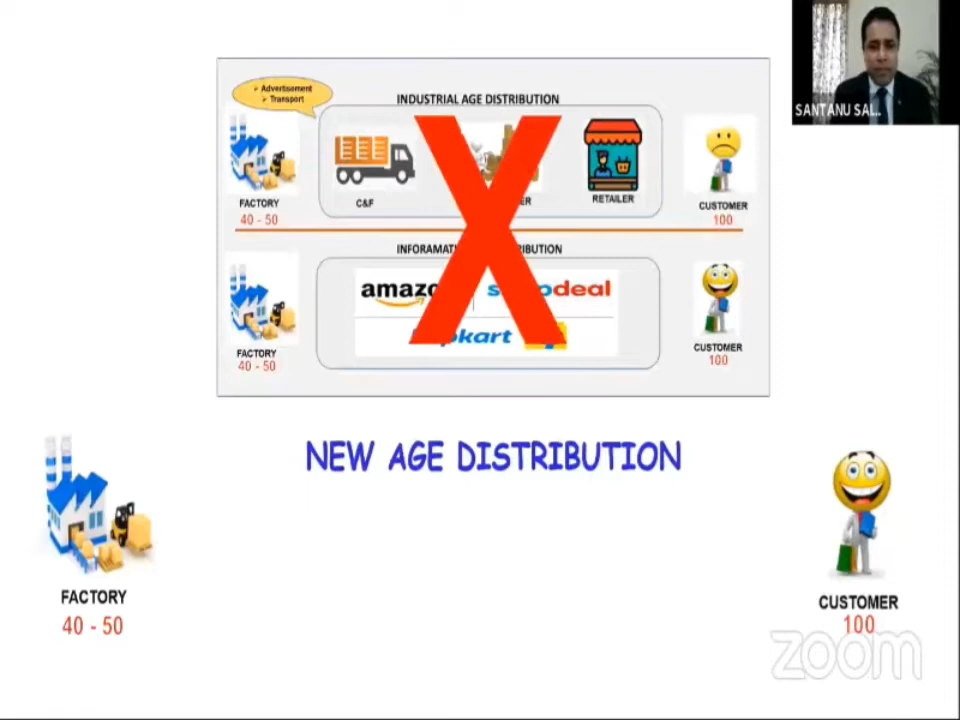 SANTANU SAL..
➢ Advertisement
➢ Transport
INDUSTRIAL AGE DISTRIBUTION
FACTORY
40 - 50
C&F
RETAILER
CUSTOMER
100
FACTORY
40 - 50
CUSTOMER
100
NEW AGE DISTRIBUTION
FACTORY
40 - 50
CUSTOMER
100
zoom